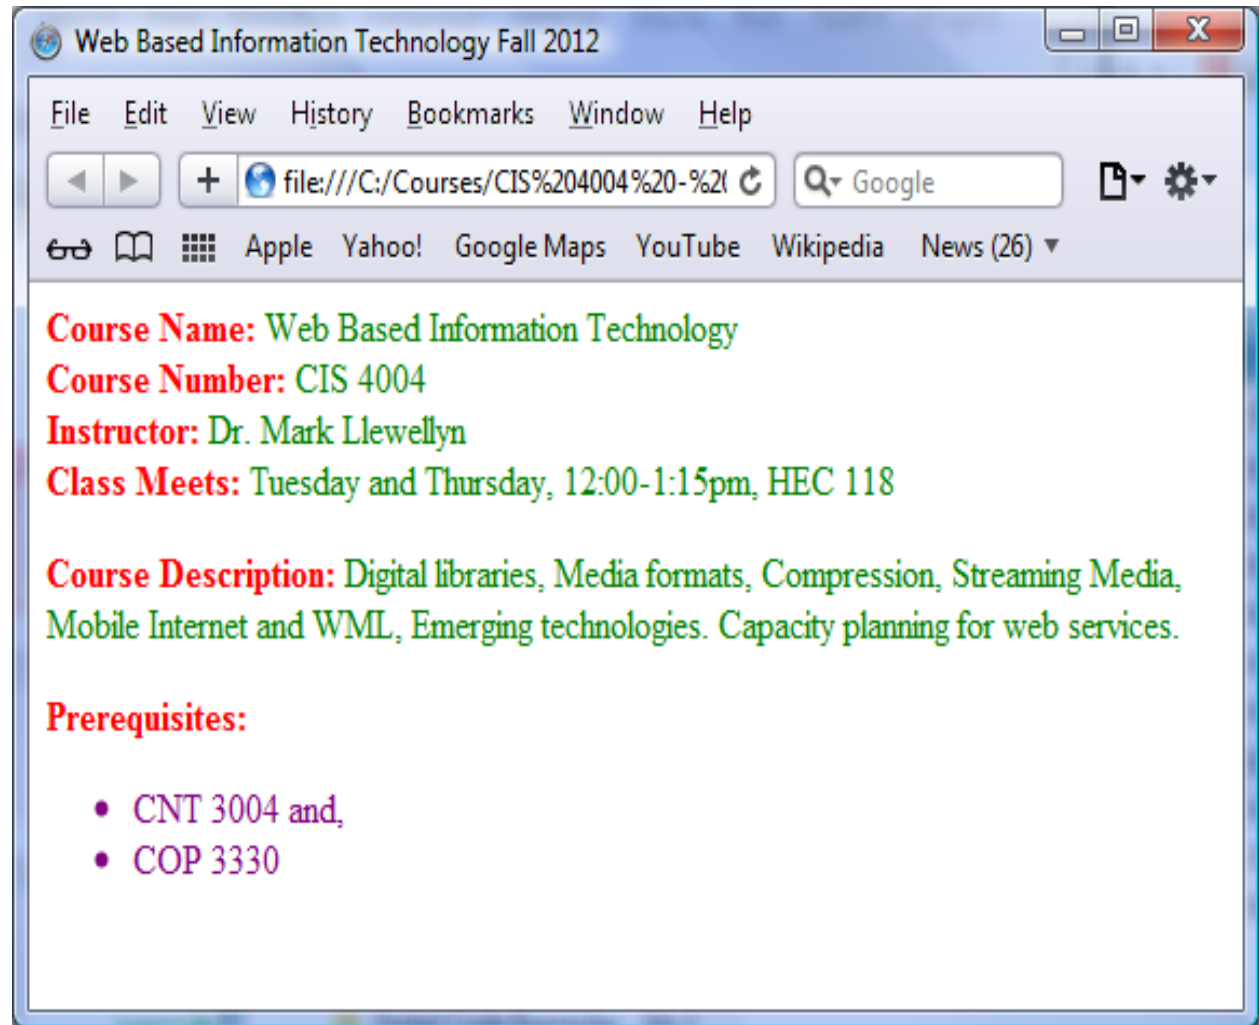 Web Based Information Technology Fall 2012
File Edit View History Bookmarks Window Help
+ file:///C:/Courses/CIS%204004%20-%2( Google
Apple Yahoo! Google Maps YouTube Wikipedia News (26) ▼
Course Name: Web Based Information Technology
Course Number: CIS 4004
Instructor: Dr. Mark Llewellyn
Class Meets: Tuesday and Thursday, 12:00-1:15pm, HEC 118
Course Description: Digital libraries, Media formats, Compression, Streaming Media,
Mobile Internet and WML, Emerging technologies. Capacity planning for web services.
Prerequisites:
• CNT 3004 and,
• COP 3330